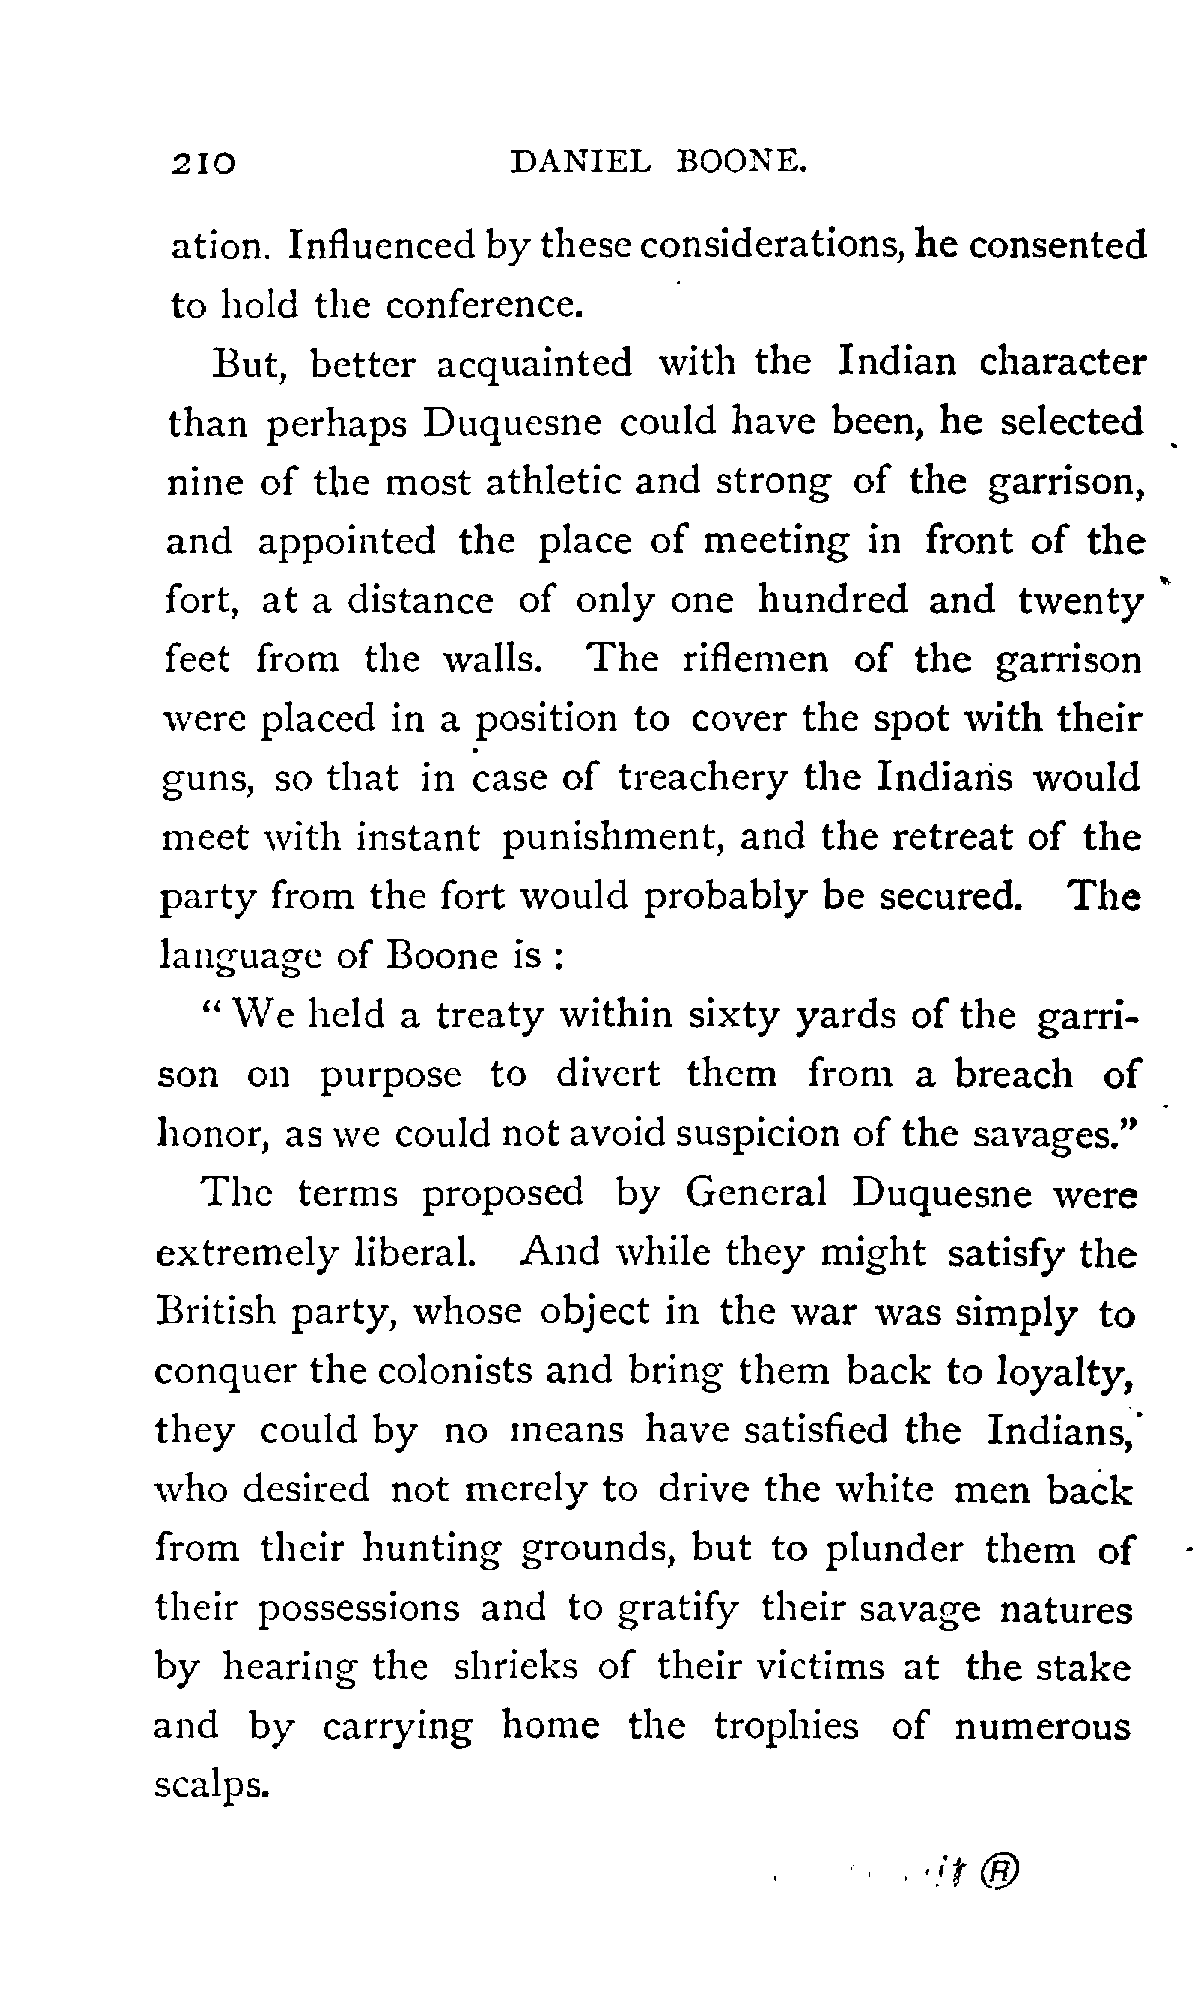 210 DANIEL BOONE.
ation. Influenced by these considerations, he consented
to hold the conference.
But, better acquainted with the Indian character
than perhaps Duquesne could have been, he selected
nine of the most athletic and strong of the garrison,
and appointed the place of meeting in front of the
fort, at a distance of only one hundred and twenty
feet from the walls. The riflemen of the garrison
were placed in a position to cover the spot with their
guns, so that in case of treachery the Indians would
meet with instant punishment, and the retreat of the
party from the fort would probably be secured. The
language of Boone is :
“ We held a treaty within sixty yards of the garri-
son on purpose to divert them from a breach of
honor, as we could not avoid suspicion of the savages.”
The terms proposed by General Duquesne were
extremely liberal. And while they might satisfy the
British party, whose object in the war was simply to
conquer the colonists and bring them back to loyalty,
they could by no means have satisfied the Indians,
who desired not merely to drive the white men back
from their hunting grounds, but to plunder them of
their possessions and to gratify their savage natures
by hearing the shrieks of their victims at the stake
and by carrying home the trophies of numerous
scalps.
®